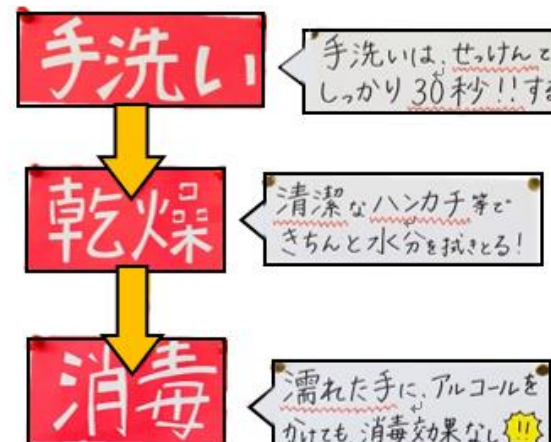 手洗い
手洗いは、せっけんで
しっかり30秒!!する
乾燥
清潔なハンカチ等で
きちんと水分を拭きとる!
消毒
濡れた手に、アルコールを
かけても消毒効果なし!!